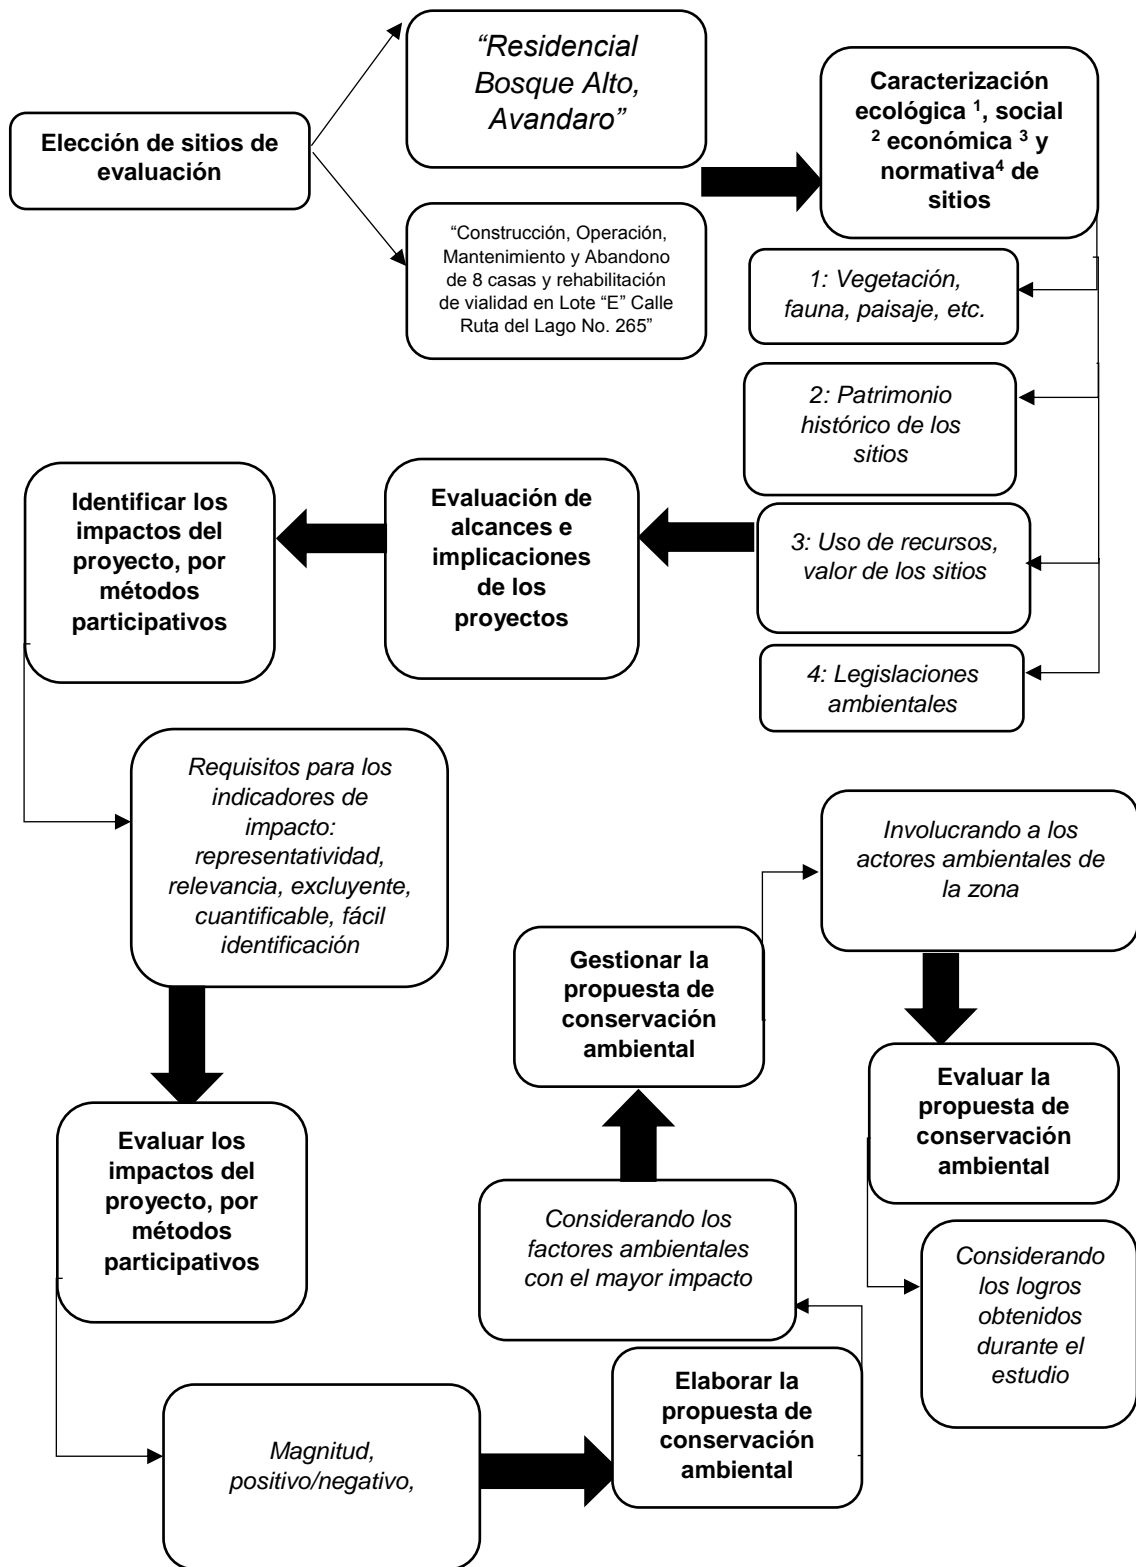 Elección de sitios de
evaluación
“Residencial
Bosque Alto,
Avandaro”
“Construcción, Operación,
Mantenimiento y Abandono
de 8 casas y rehabilitación
de vialidad en Lote “E” Calle
Ruta del Lago No. 265”
Caracterización
ecológica ¹, social
² económica ³ y
normativa⁴ de
sitios
1: Vegetación,
fauna, paisaje, etc.
2: Patrimonio
histórico de los
sitios
3: Uso de recursos,
valor de los sitios
4: Legislaciones
ambientales
Evaluación de
alcances e
implicaciones
de los
proyectos
Identificar los
impactos del
proyecto, por
métodos
participativos
Requisitos para los
indicadores de
impacto:
representatividad,
relevancia, excluyente,
cuantificable, fácil
identificación
Evaluar los
impactos del
proyecto, por
métodos
participativos
Magnitud,
positivo/negativo,
Elaborar la
propuesta de
conservación
ambiental
Considerando los
factores ambientales
con el mayor impacto
Gestionar la
propuesta de
conservación
ambiental
Involucrando a los
actores ambientales de
la zona
Evaluar la
propuesta de
conservación
ambiental
Considerando
los logros
obtenidos
durante el
estudio